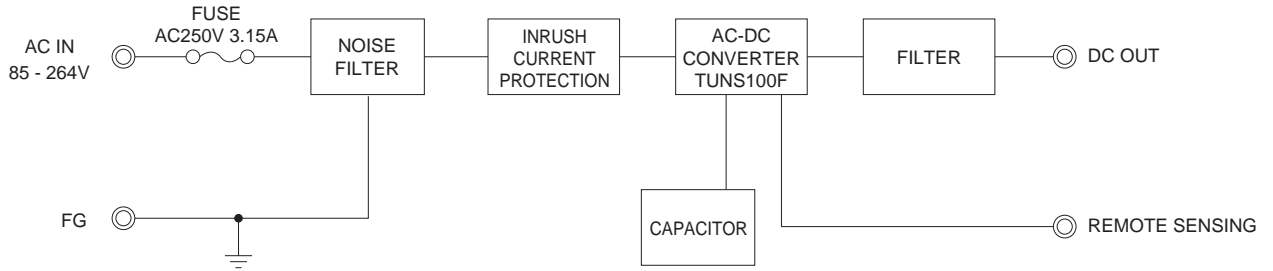 FUSE
AC250V 3.15A
AC IN
85 - 264V
NOISE
FILTER
INRUSH
CURRENT
PROTECTION
AC-DC
CONVERTER
TUNS100F
FILTER
DC OUT
FG
CAPACITOR
REMOTE SENSING